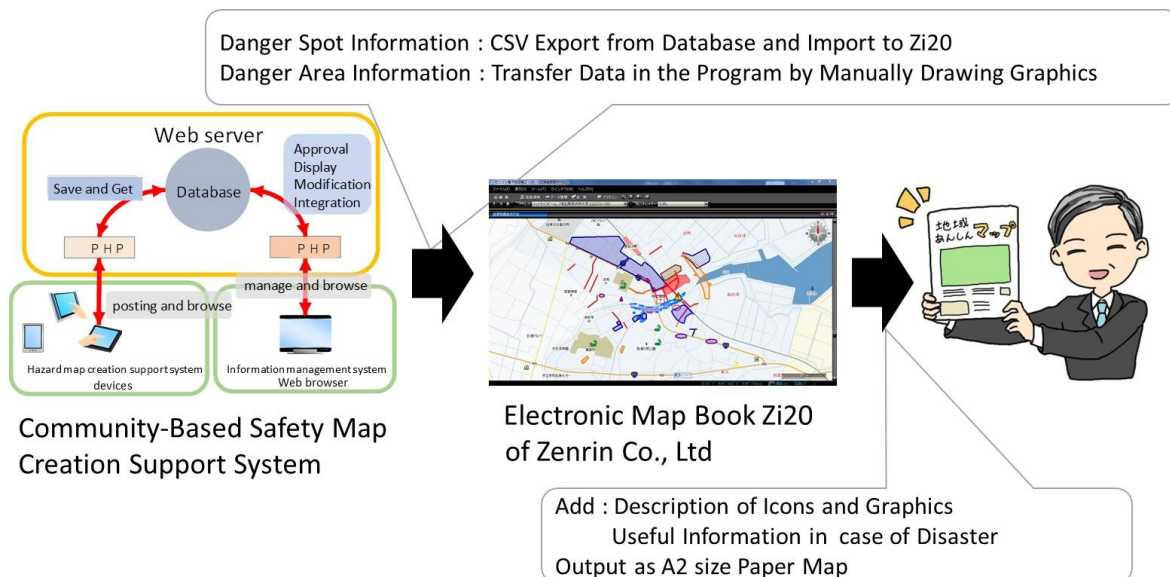 Danger Spot Information : CSV Export from Database and Import to Zi20
Danger Area Information : Transfer Data in the Program by Manually Drawing Graphics
Web server
Database
Save and Get
Approval
Display
Modification
Integration
PHP
PHP
posting and browse
manage and browse
Hazard map creation support system
devices
Information management system
Web browser
Community-Based Safety Map
Creation Support System
Electronic Map Book Zi20
of Zenrin Co., Ltd
地域
あんしんマップ
Add : Description of Icons and Graphics
Useful Information in case of Disaster
Output as A2 size Paper Map